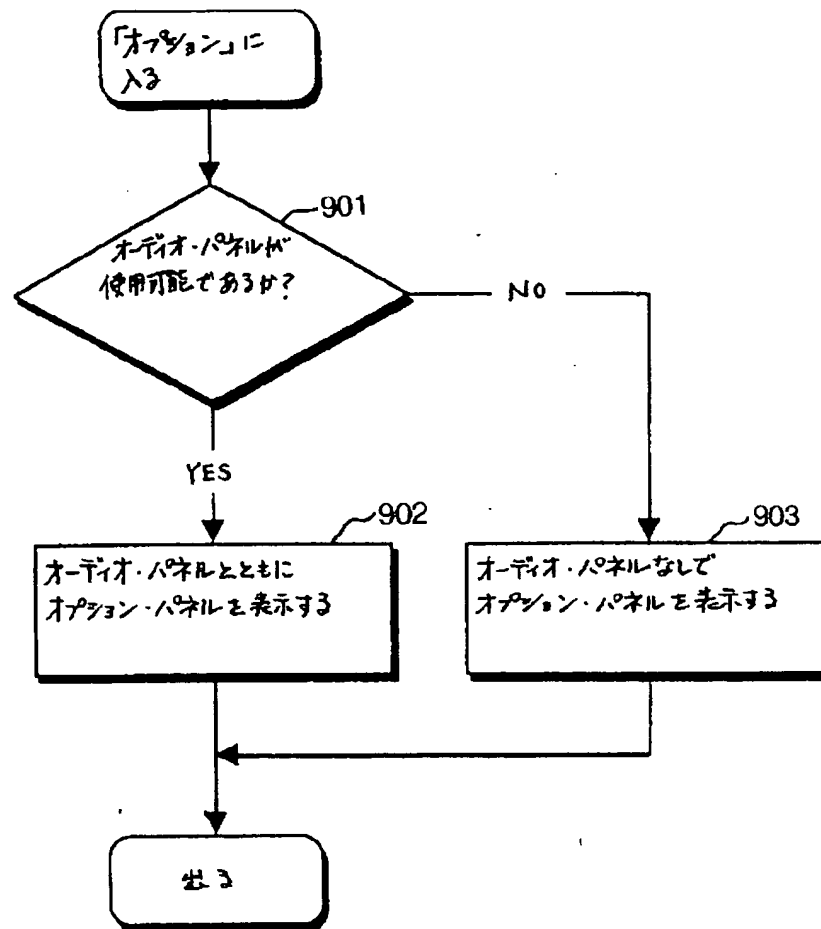 「オプション」に
入る
901
オーディオ・パネルが
使用可能であるか?
NO
YES
902
オーディオ・パネルとともに
オプション・パネルを表示する
903
オーディオ・パネルなしで
オプション・パネルを表示する
出る